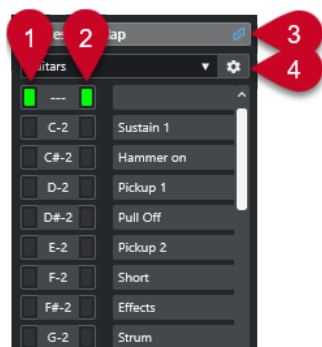 1 2 3
4
---
C-2 Sustain 1
C#-2 Hammer on
D-2 Pickup 1
D#-2 Pull Off
E-2 Pickup 2
F-2 Short
F#-2 Effects
G-2 Strum